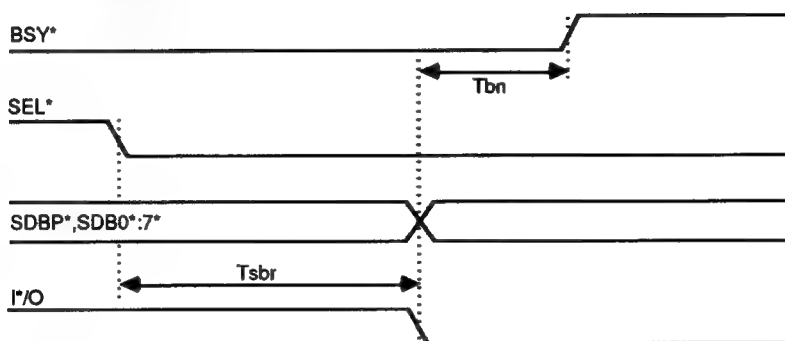 BSY*
Tbn
SEL*
SDBP*,SDB0*:7*
Tsbr
I*/O